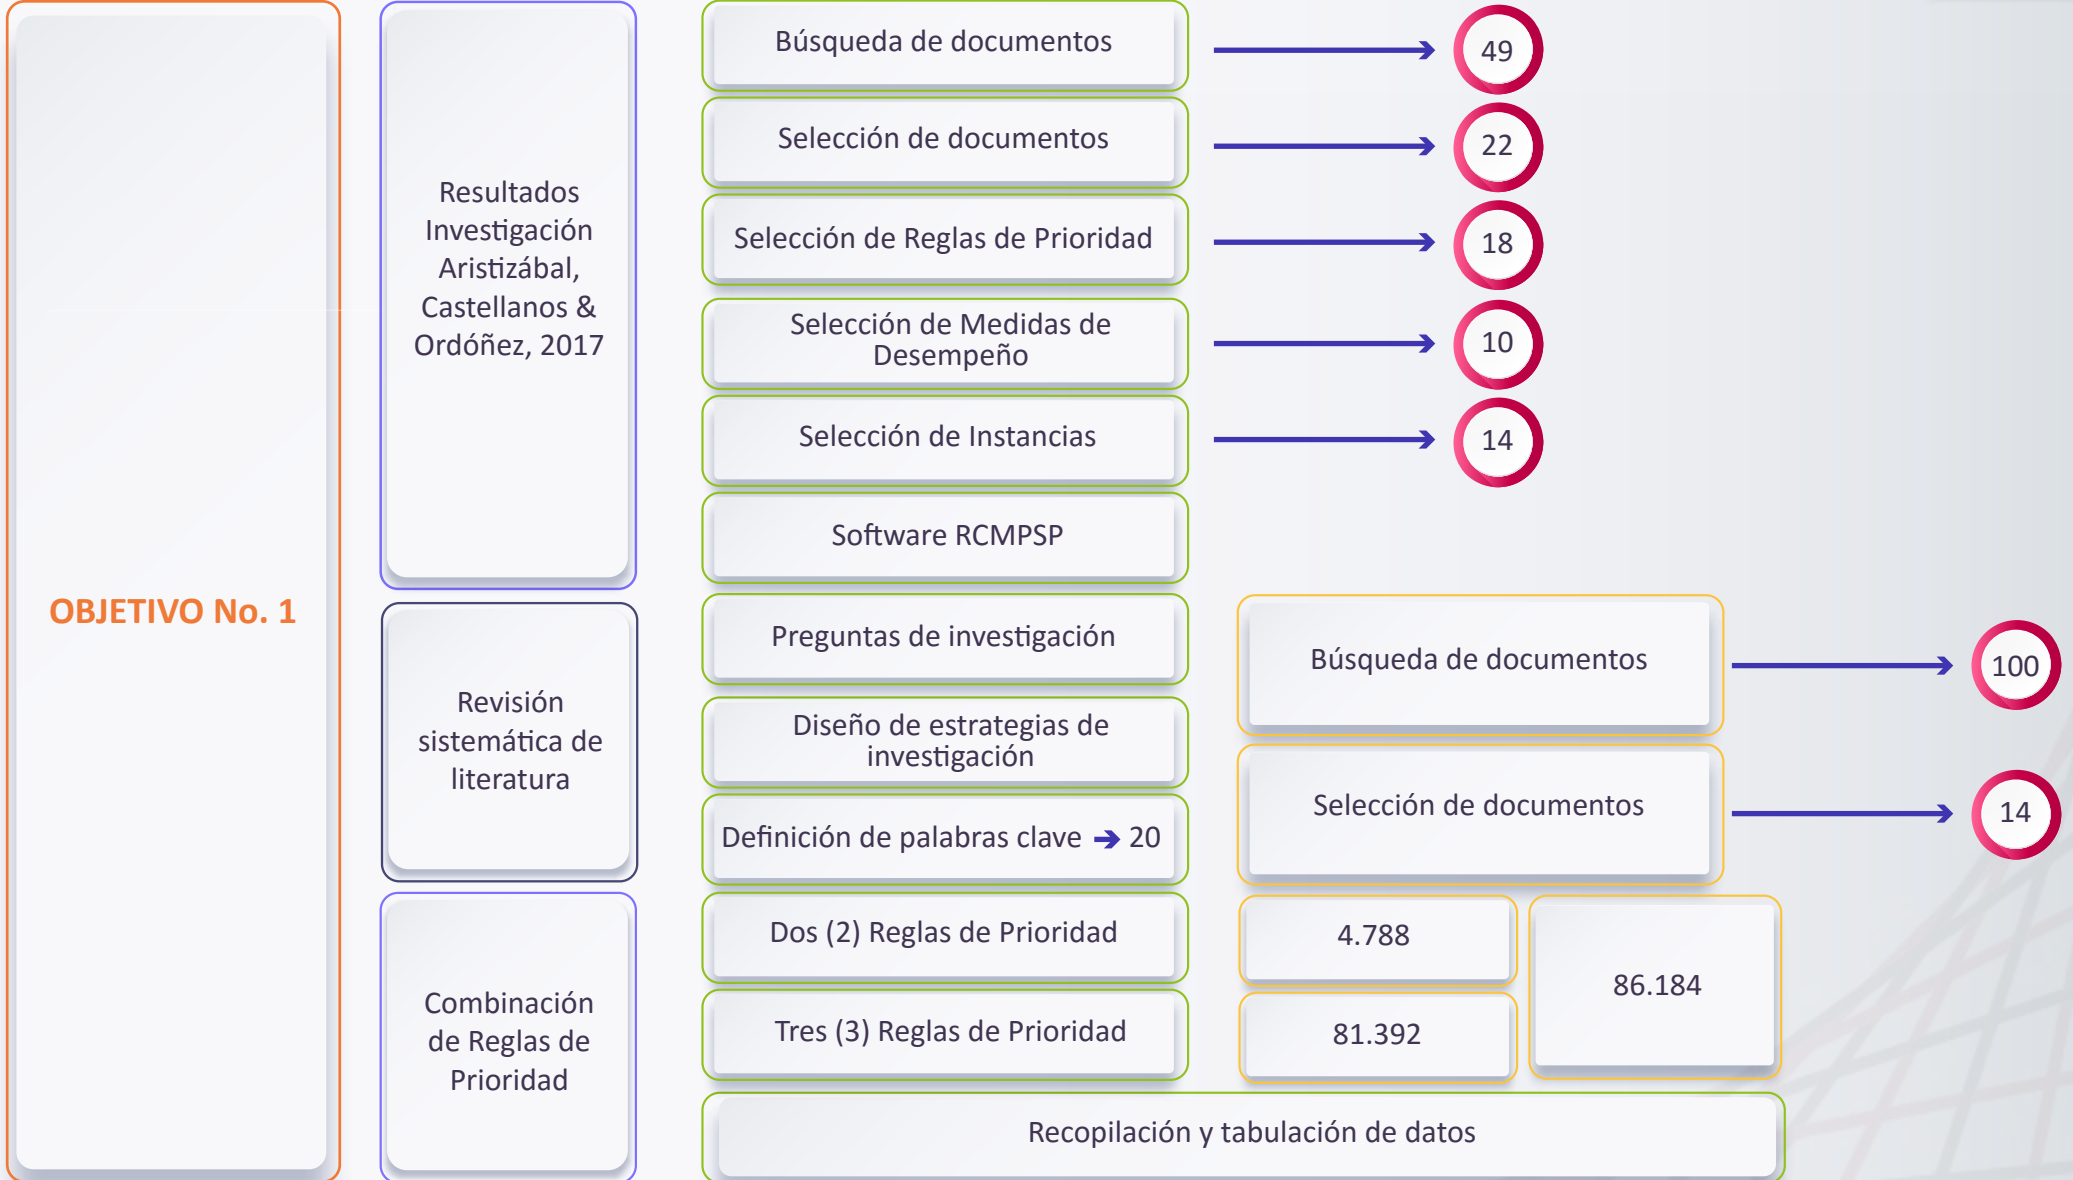 OBJETIVO No. 1
Resultados
Investigación
Aristizábal,
Castellanos &
Ordóñez, 2017
Búsqueda de documentos
49
Selección de documentos
22
Selección de Reglas de Prioridad
18
Selección de Medidas de
Desempeño
10
Selección de Instancias
14
Software RCMPSP
Revisión
sistemática de
literatura
Preguntas de investigación
Diseño de estrategias de
investigación
Definición de palabras clave ➔ 20
Búsqueda de documentos
100
Selección de documentos
14
Combinación
de Reglas de
Prioridad
Dos (2) Reglas de Prioridad
4.788
Tres (3) Reglas de Prioridad
81.392
86.184
Recopilación y tabulación de datos